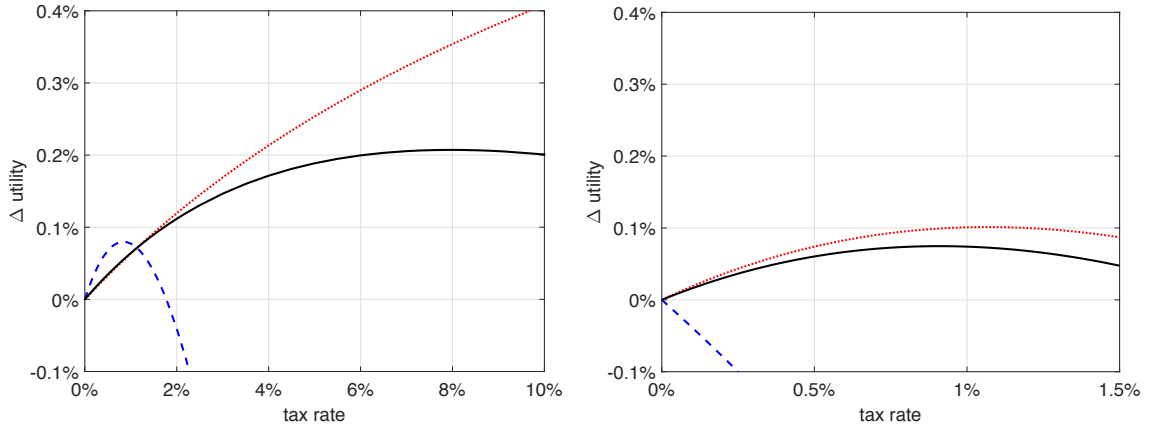 0.4%
0.3%
0.2%
0.1%
0%
-0.1%
Δ utility
0% 2% 4% 6% 8% 10%
tax rate
0.4%
0.3%
0.2%
0.1%
0%
-0.1%
Δ utility
0% 0.5% 1% 1.5%
tax rate